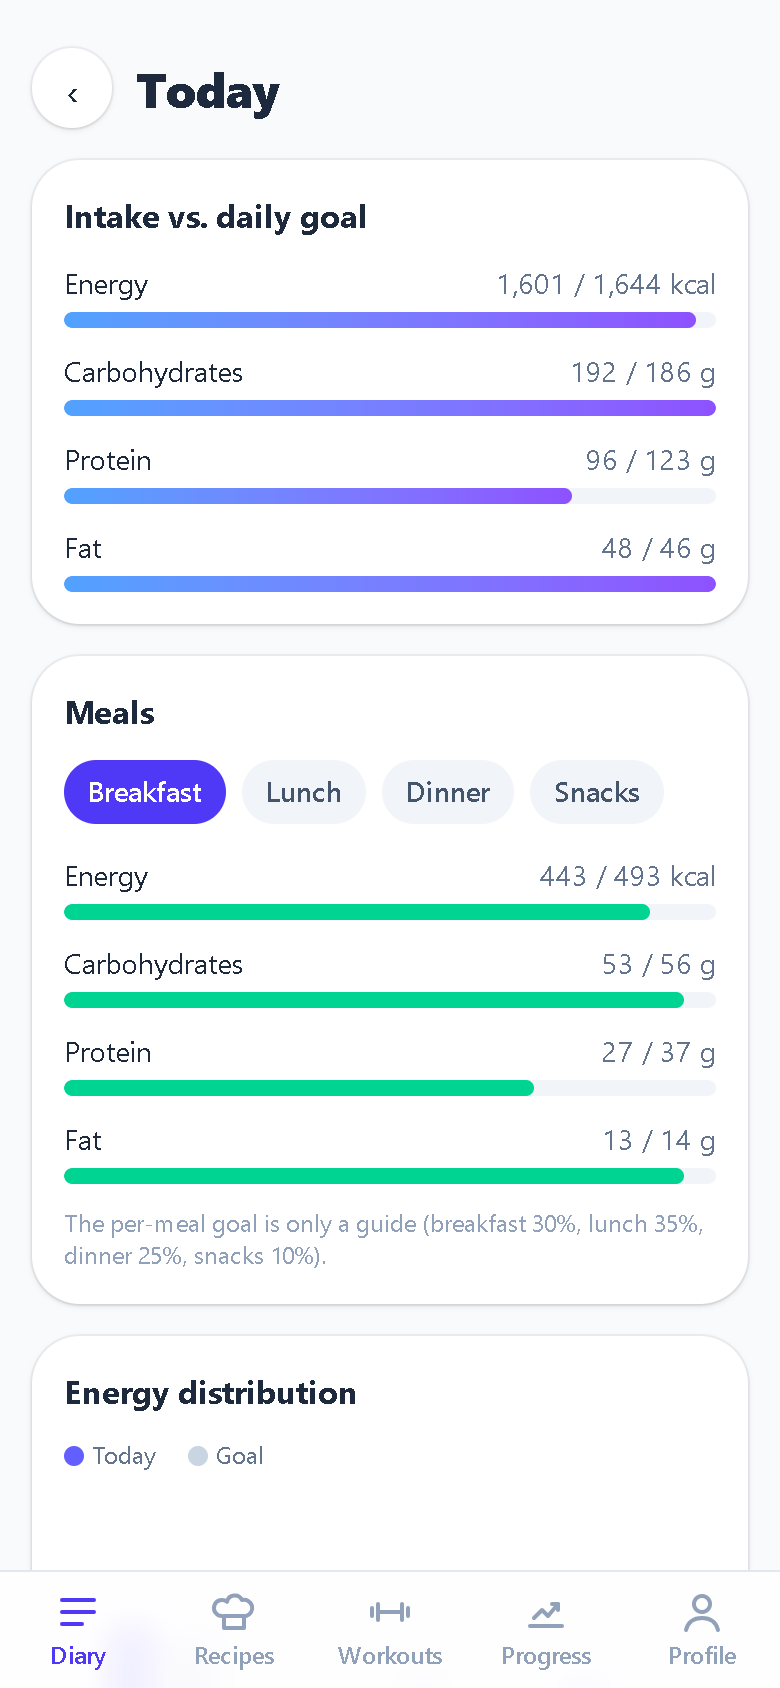 ‹ Today
Intake vs. daily goal
Energy 1,601 / 1,644 kcal
Carbohydrates 192 / 186 g
Protein 96 / 123 g
Fat 48 / 46 g
Meals
Breakfast Lunch Dinner Snacks
Energy 443 / 493 kcal
Carbohydrates 53 / 56 g
Protein 27 / 37 g
Fat 13 / 14 g
The per-meal goal is only a guide (breakfast 30%, lunch 35%,
dinner 25%, snacks 10%).
Energy distribution
Today Goal
Diary Recipes Workouts Progress Profile